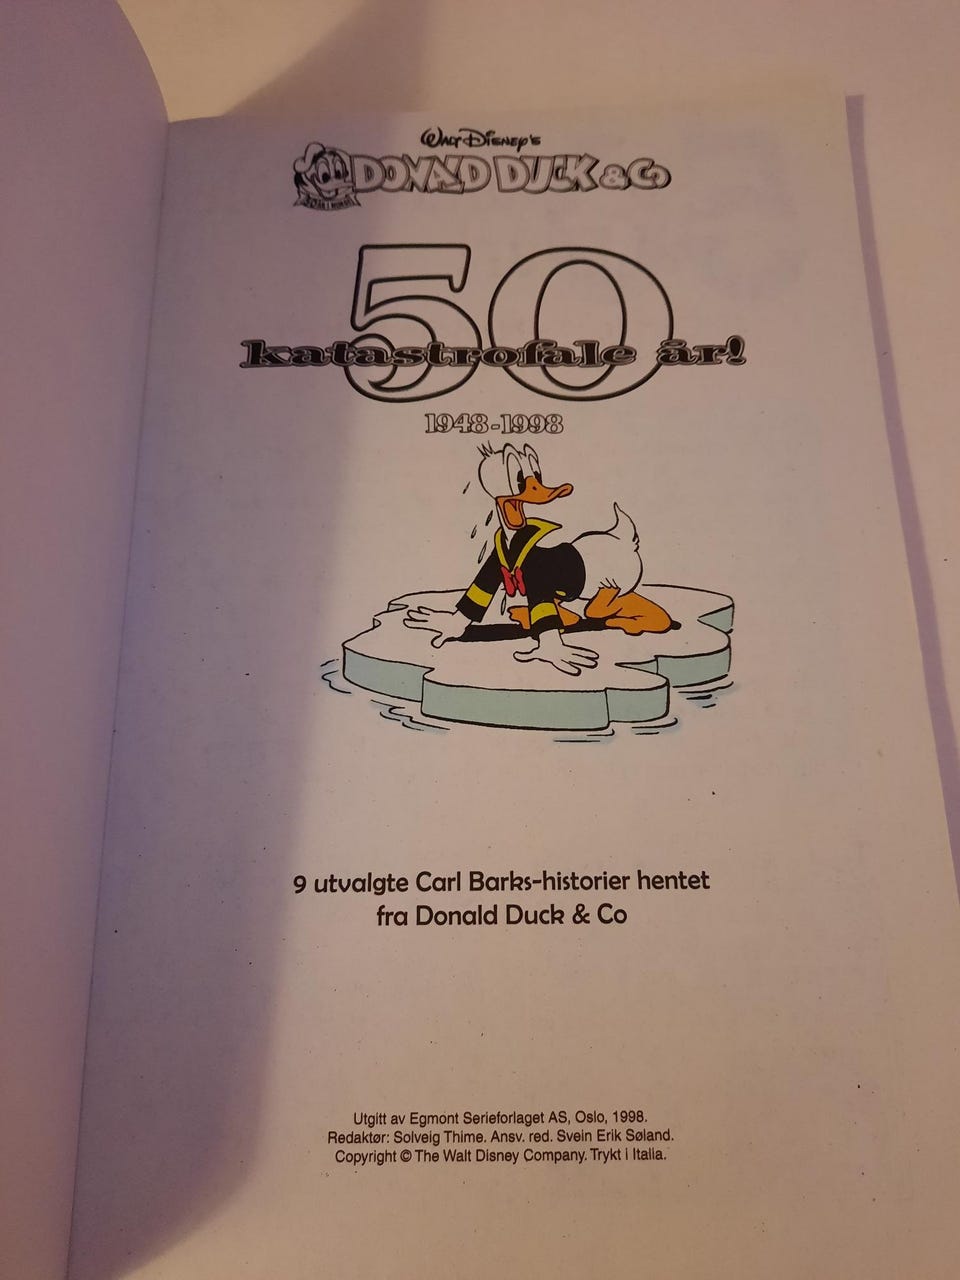 Walt Disney's
DONALD DUCK & Co
50
katastrofale år!
1948-1998
9 utvalgte Carl Barks-historier hentet
fra Donald Duck & Co
Utgitt av Egmont Serieforlaget AS, Oslo, 1998.
Redaktør: Solveig Thime. Ansv. red. Svein Erik Søland.
Copyright © The Walt Disney Company. Trykt i Italia.